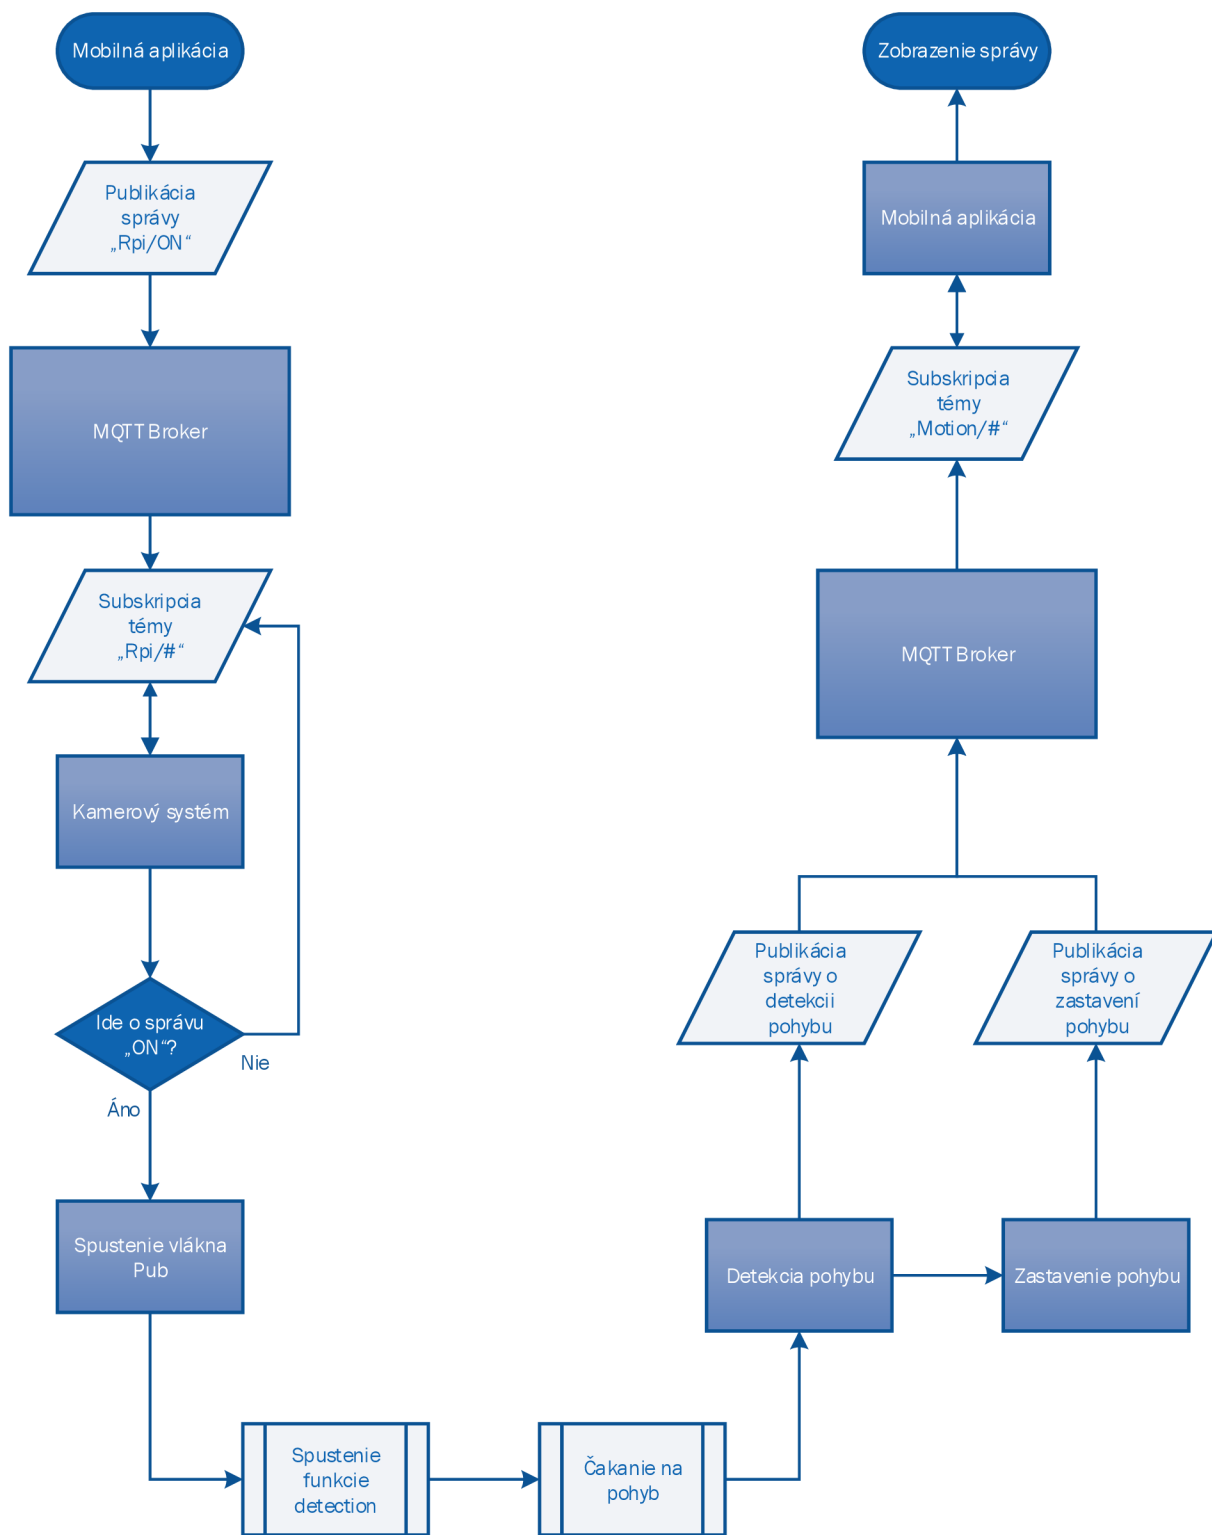 Mobilná aplikácia
Publikácia
správy
„Rpi/ON“
MQTT Broker
Subskripcia
témy
„Rpi/#“
Kamerový systém
Ide o správu
„ON“?
Nie
Áno
Spustenie vlákna
Pub
Spustenie
funkcie
detection
Čakanie na
pohyb
Detekcia pohybu
Zastavenie pohybu
Publikácia
správy o
detekcii
pohybu
Publikácia
správy o
zastavení
pohybu
MQTT Broker
Subskripcia
témy
„Motion/#“
Mobilná aplikácia
Zobrazenie správy